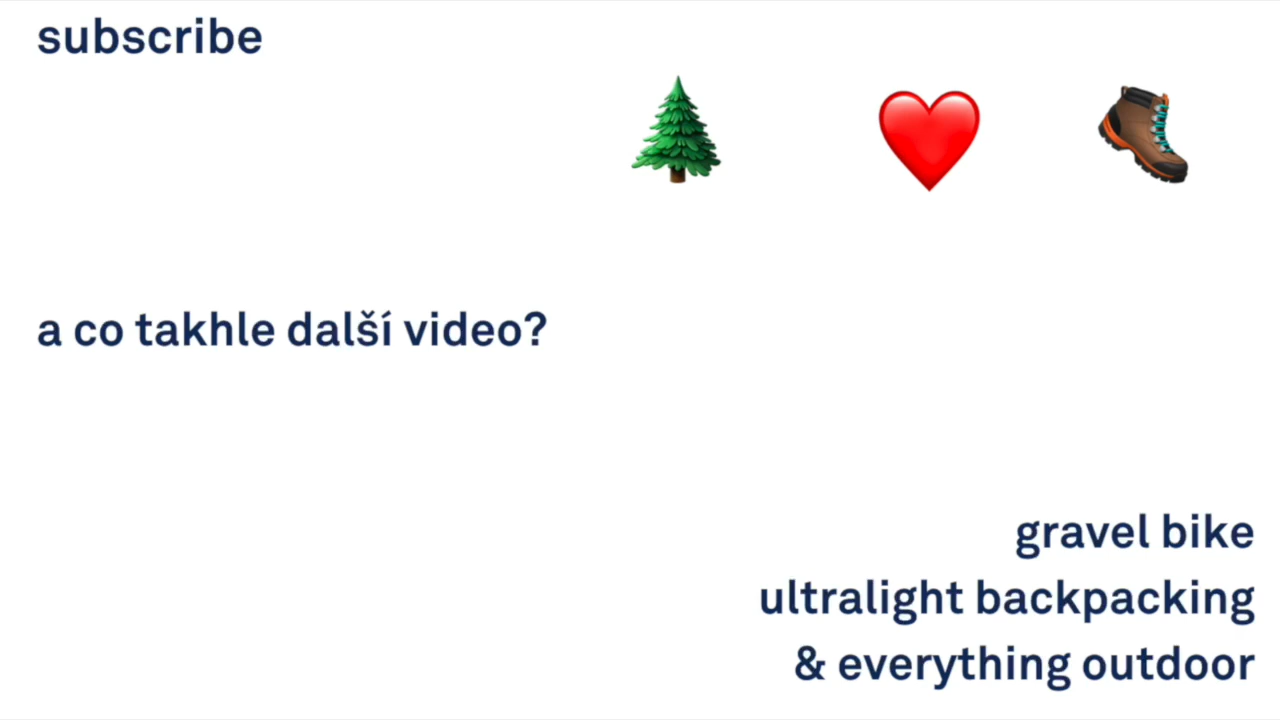 subscribe
a co takhle další video?
gravel bike
ultralight backpacking
& everything outdoor